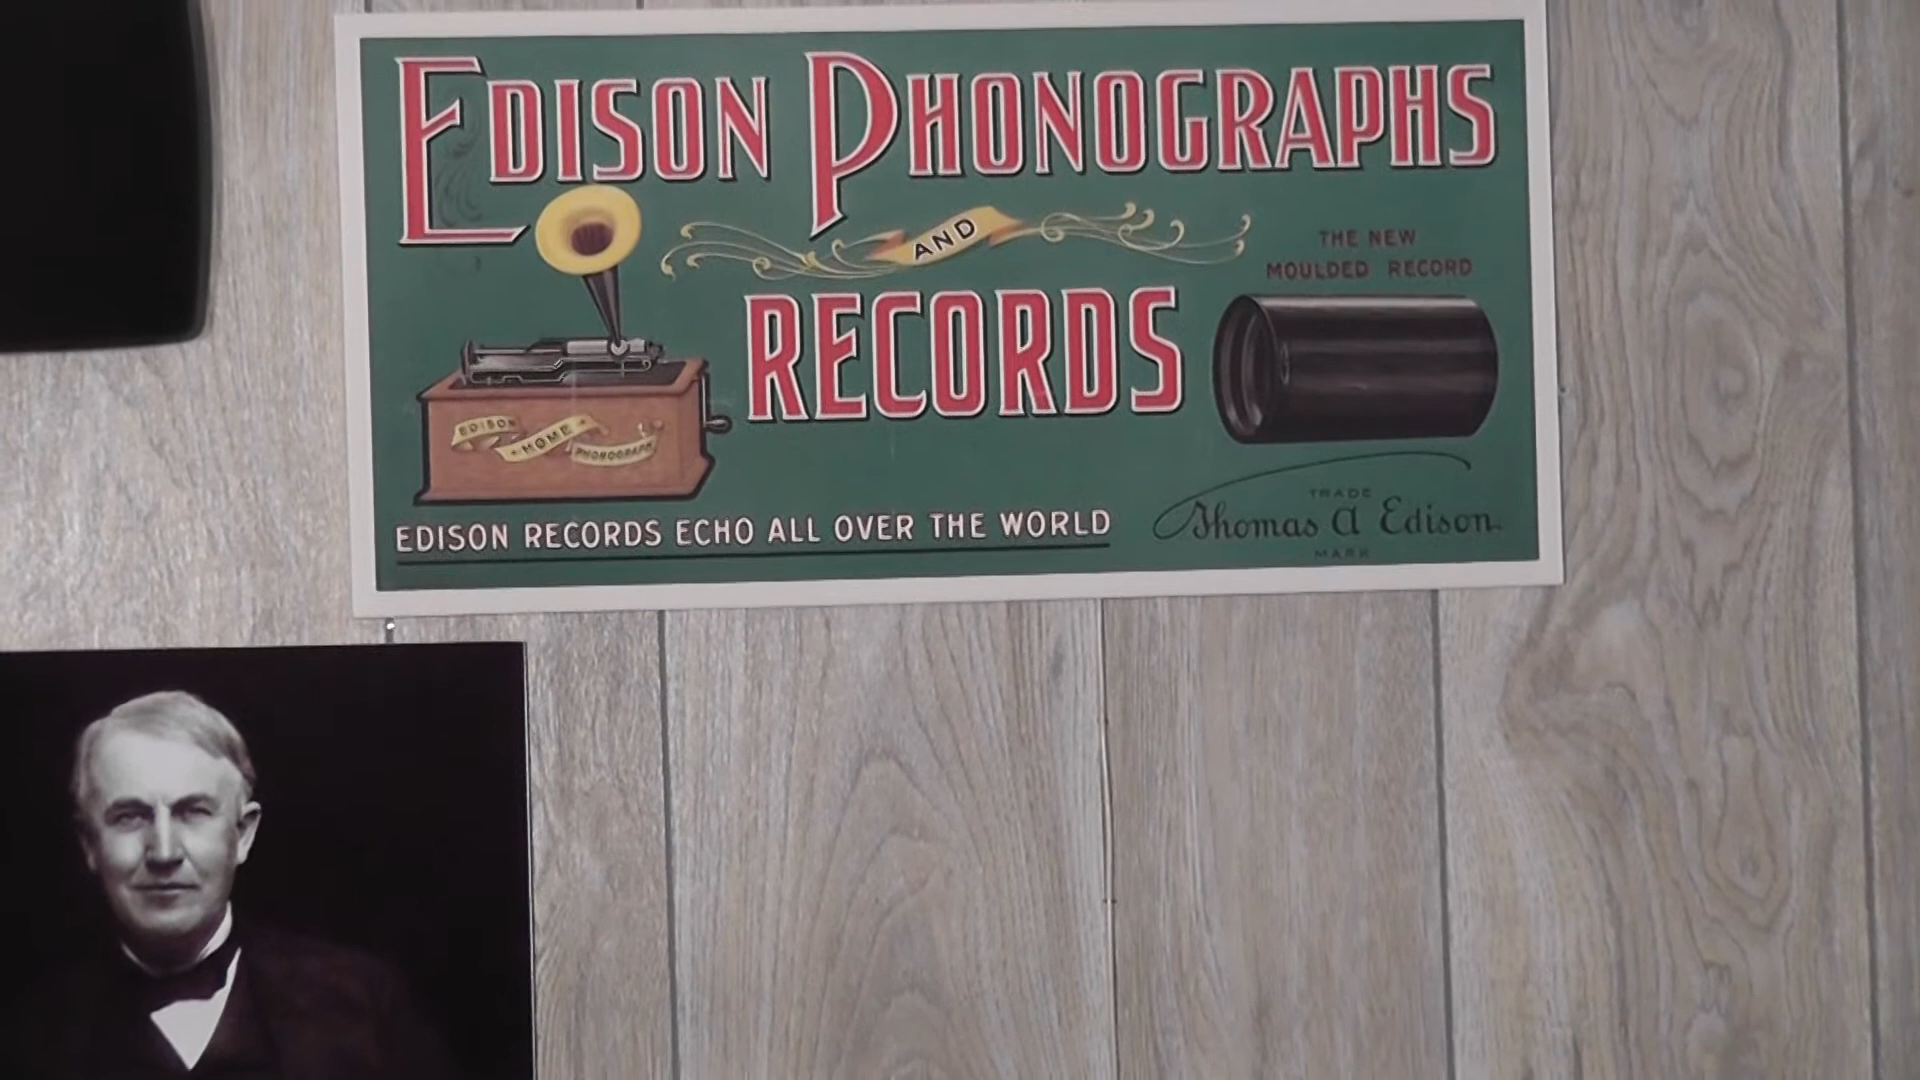 EDISON PHONOGRAPHS
AND
RECORDS
THE NEW
MOULDED RECORD
EDISON
HOME
PHONOGRAPH
EDISON RECORDS ECHO ALL OVER THE WORLD
TRADE
Thomas A Edison
MARK